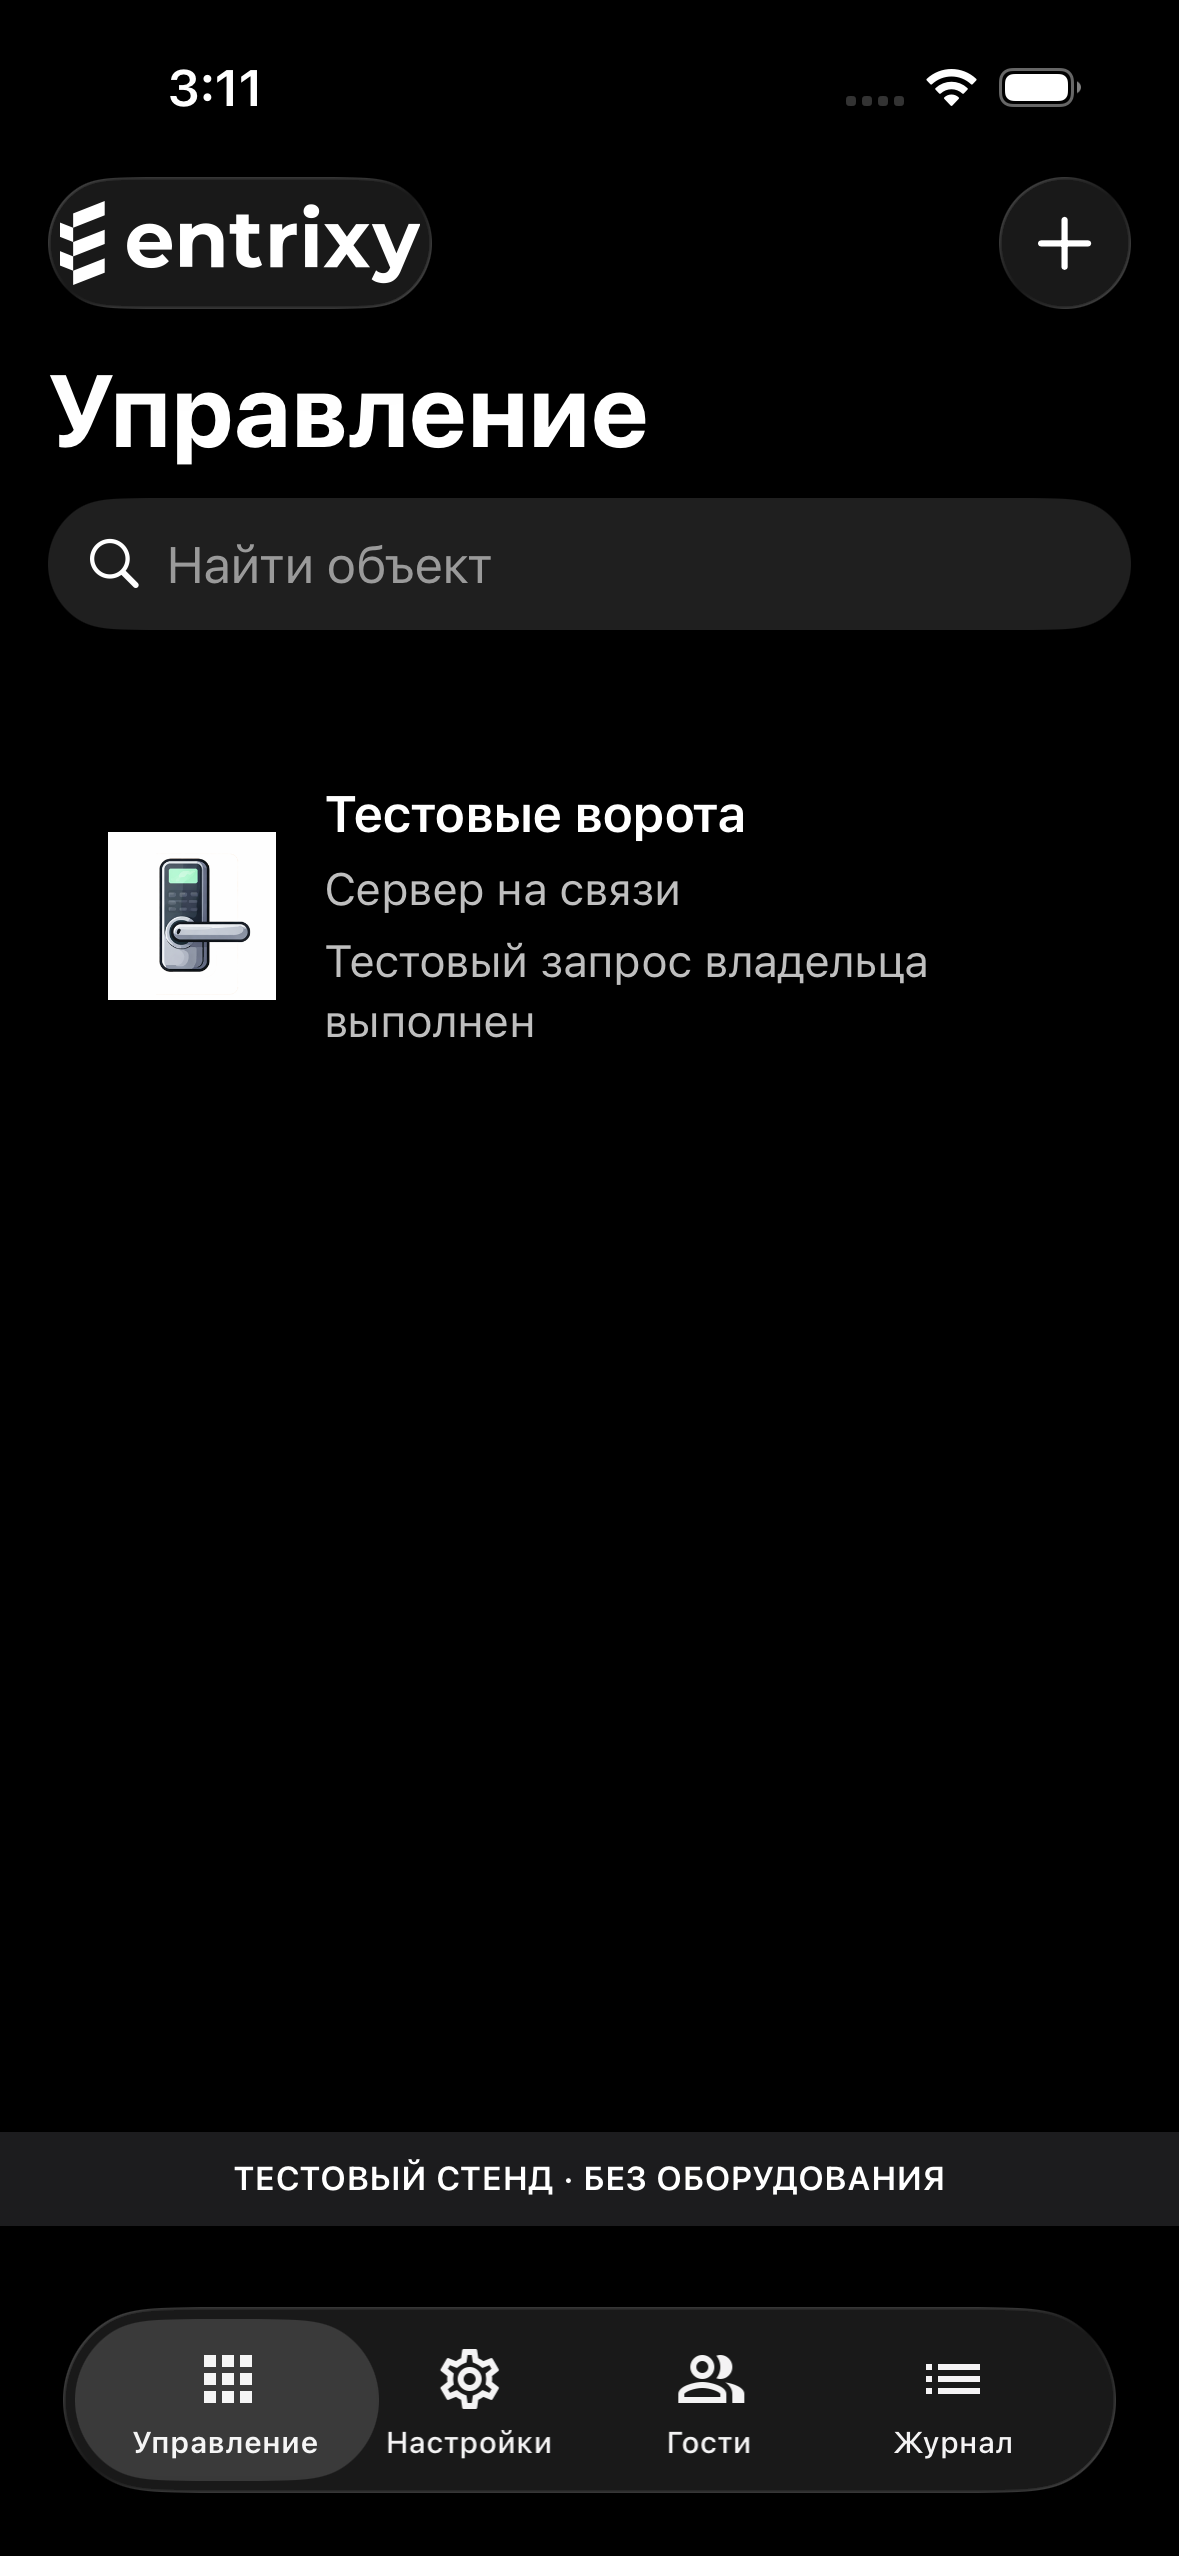 3:11
entrixy
Управление
Найти объект
Тестовые ворота
Сервер на связи
Тестовый запрос владельца
выполнен
ТЕСТОВЫЙ СТЕНД · БЕЗ ОБОРУДОВАНИЯ
Управление
Настройки
Гости
Журнал